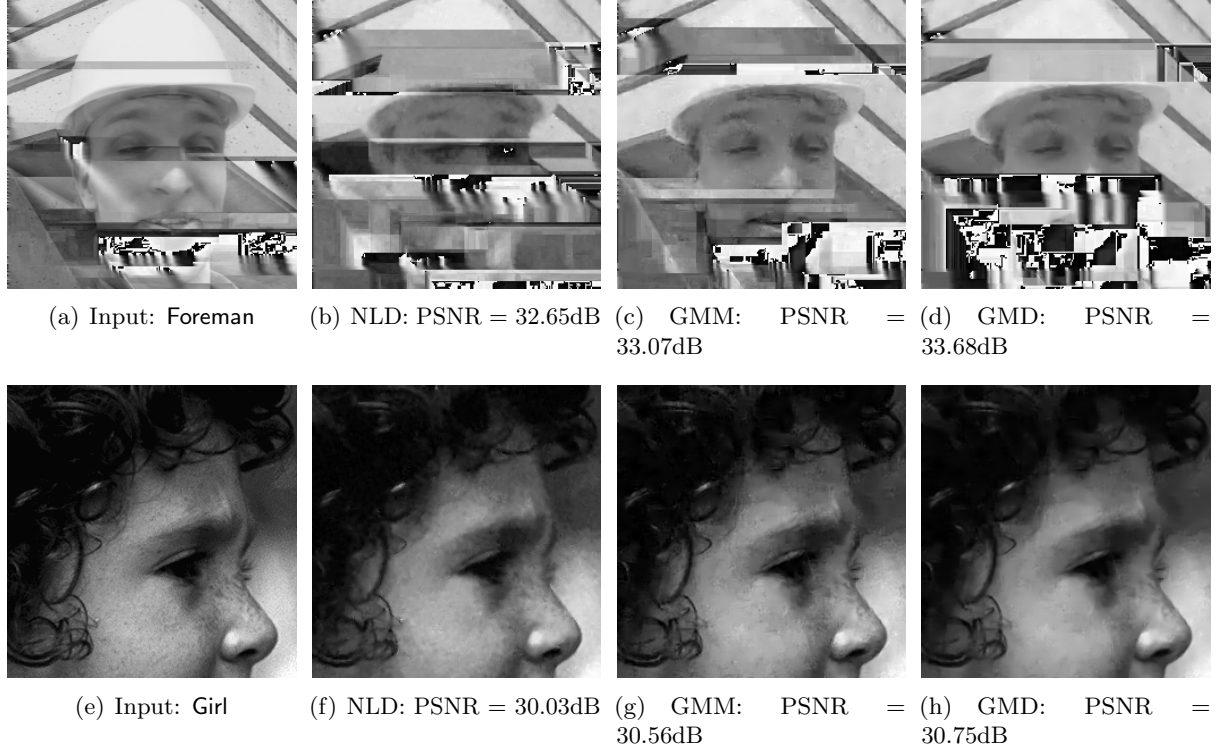 (a) Input: Foreman
(b) NLD: PSNR = 32.65dB
(c) GMM: PSNR =
33.07dB
(d) GMD: PSNR =
33.68dB
(e) Input: Girl
(f) NLD: PSNR = 30.03dB
(g) GMM: PSNR =
30.56dB
(h) GMD: PSNR =
30.75dB